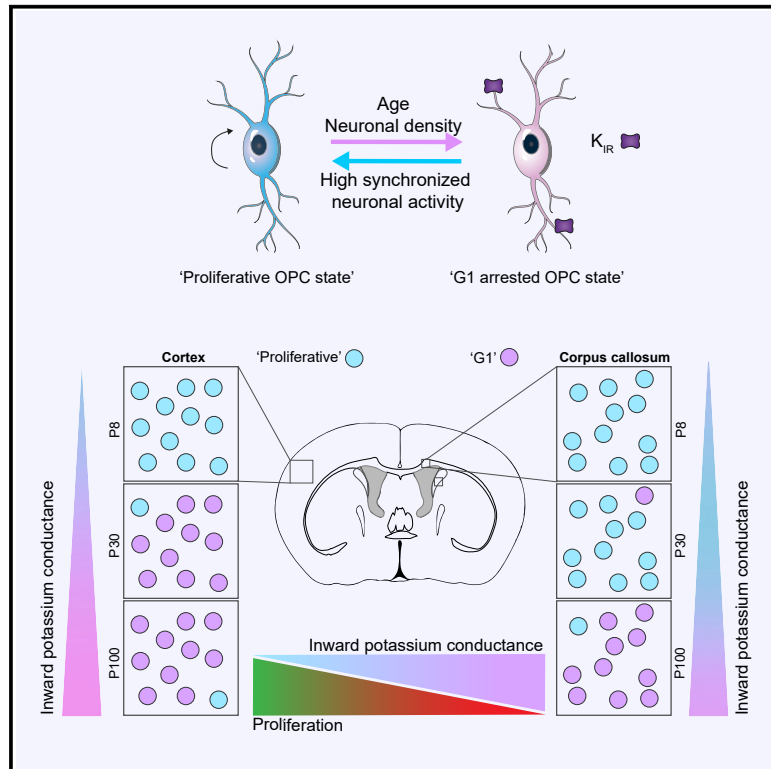 Age
Neuronal density
High synchronized
neuronal activity
KIR
'Proliferative OPC state'
'G1 arrested OPC state'
Cortex
'Proliferative'
'G1'
Corpus callosum
P8
P30
P100
Inward potassium conductance
P8
P30
P100
Inward potassium conductance
Inward potassium conductance
Proliferation